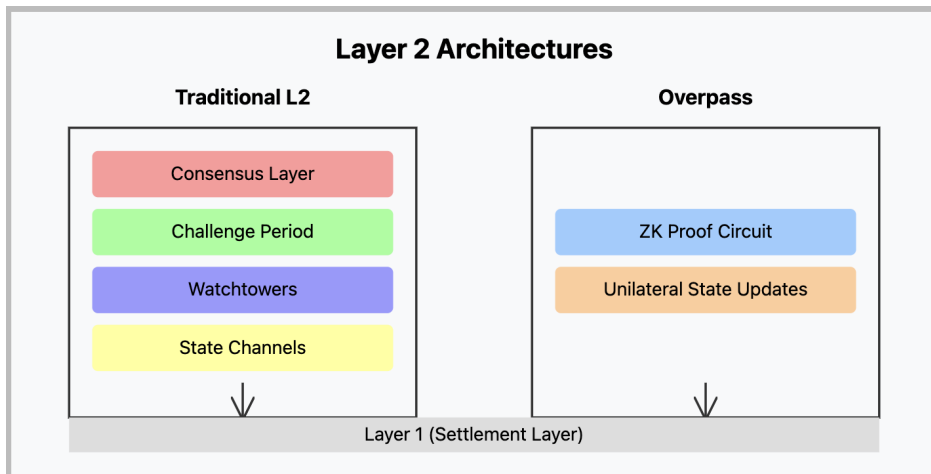 Layer 2 Architectures
Traditional L2
Consensus Layer
Challenge Period
Watchtowers
State Channels
Overpass
ZK Proof Circuit
Unilateral State Updates
Layer 1 (Settlement Layer)